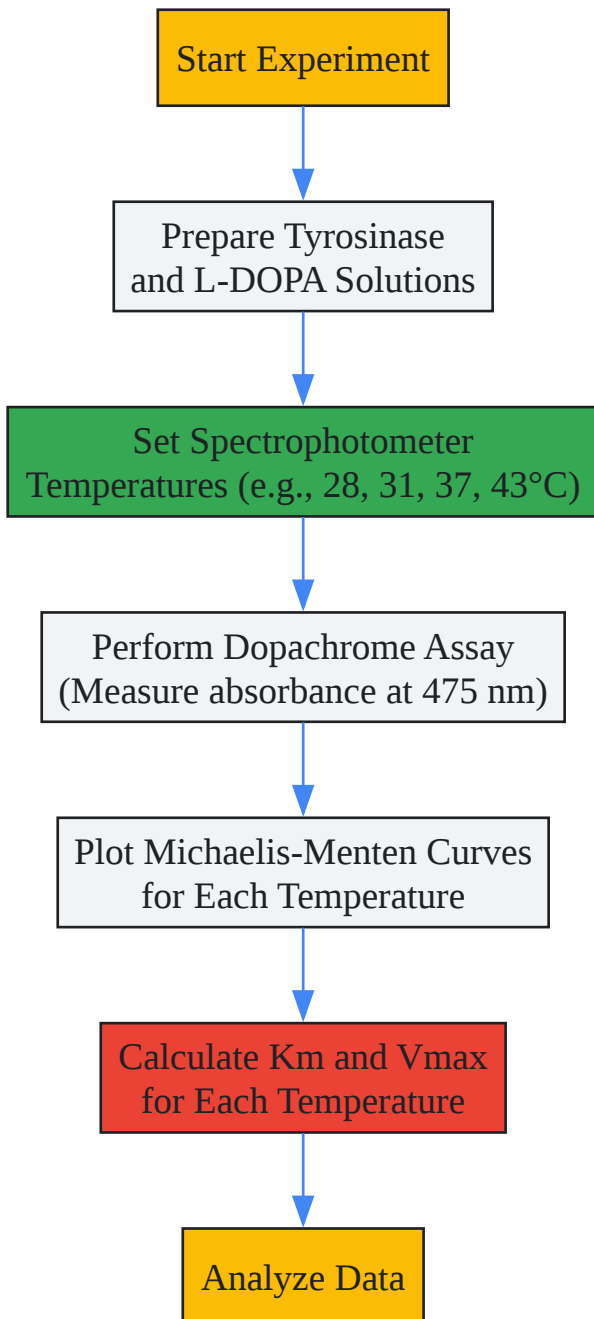 Start Experiment
Prepare Tyrosinase
and L-DOPA Solutions
Set Spectrophotometer
Temperatures (e.g., 28, 31, 37, 43°C)
Perform Dopachrome Assay
(Measure absorbance at 475 nm)
Plot Michaelis-Menten Curves
for Each Temperature
Calculate Km and Vmax
for Each Temperature
Analyze Data